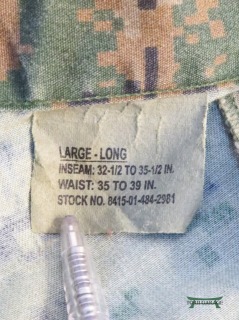 LARGE - LONG
INSEAM: 32-1/2 TO 35-1/2 IN.
WAIST: 35 TO 39 IN.
STOCK NO. 8415-01-484-2981